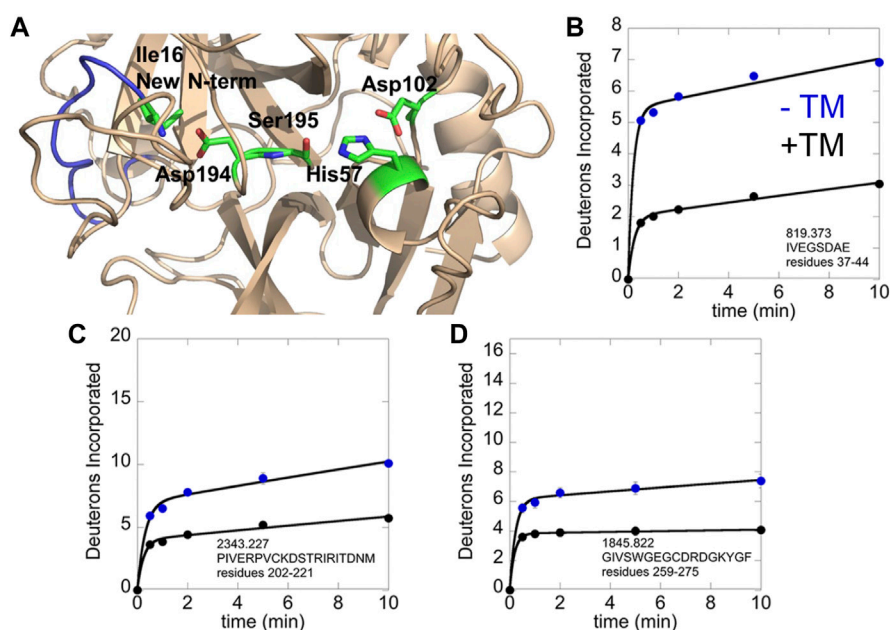 A
Ile16
New N-term
Asp102
Ser195
Asp194
His57
B
Deuterons Incorporated
8
7
6
5
4
3
2
1
0
- TM
+TM
819.373
IVEGSDAE
residues 37-44
0 2 4 6 8 10
time (min)
C
Deuterons Incorporated
20
15
10
5
0
2343.227
PIVERPVCKDSTRIRITDNM
residues 202-221
0 2 4 6 8 10
time (min)
D
Deuterons Incorporated
16
14
12
10
8
6
4
2
0
1845.822
GIVSWGEGCDRDGKYGF
residues 259-275
0 2 4 6 8 10
time (min)